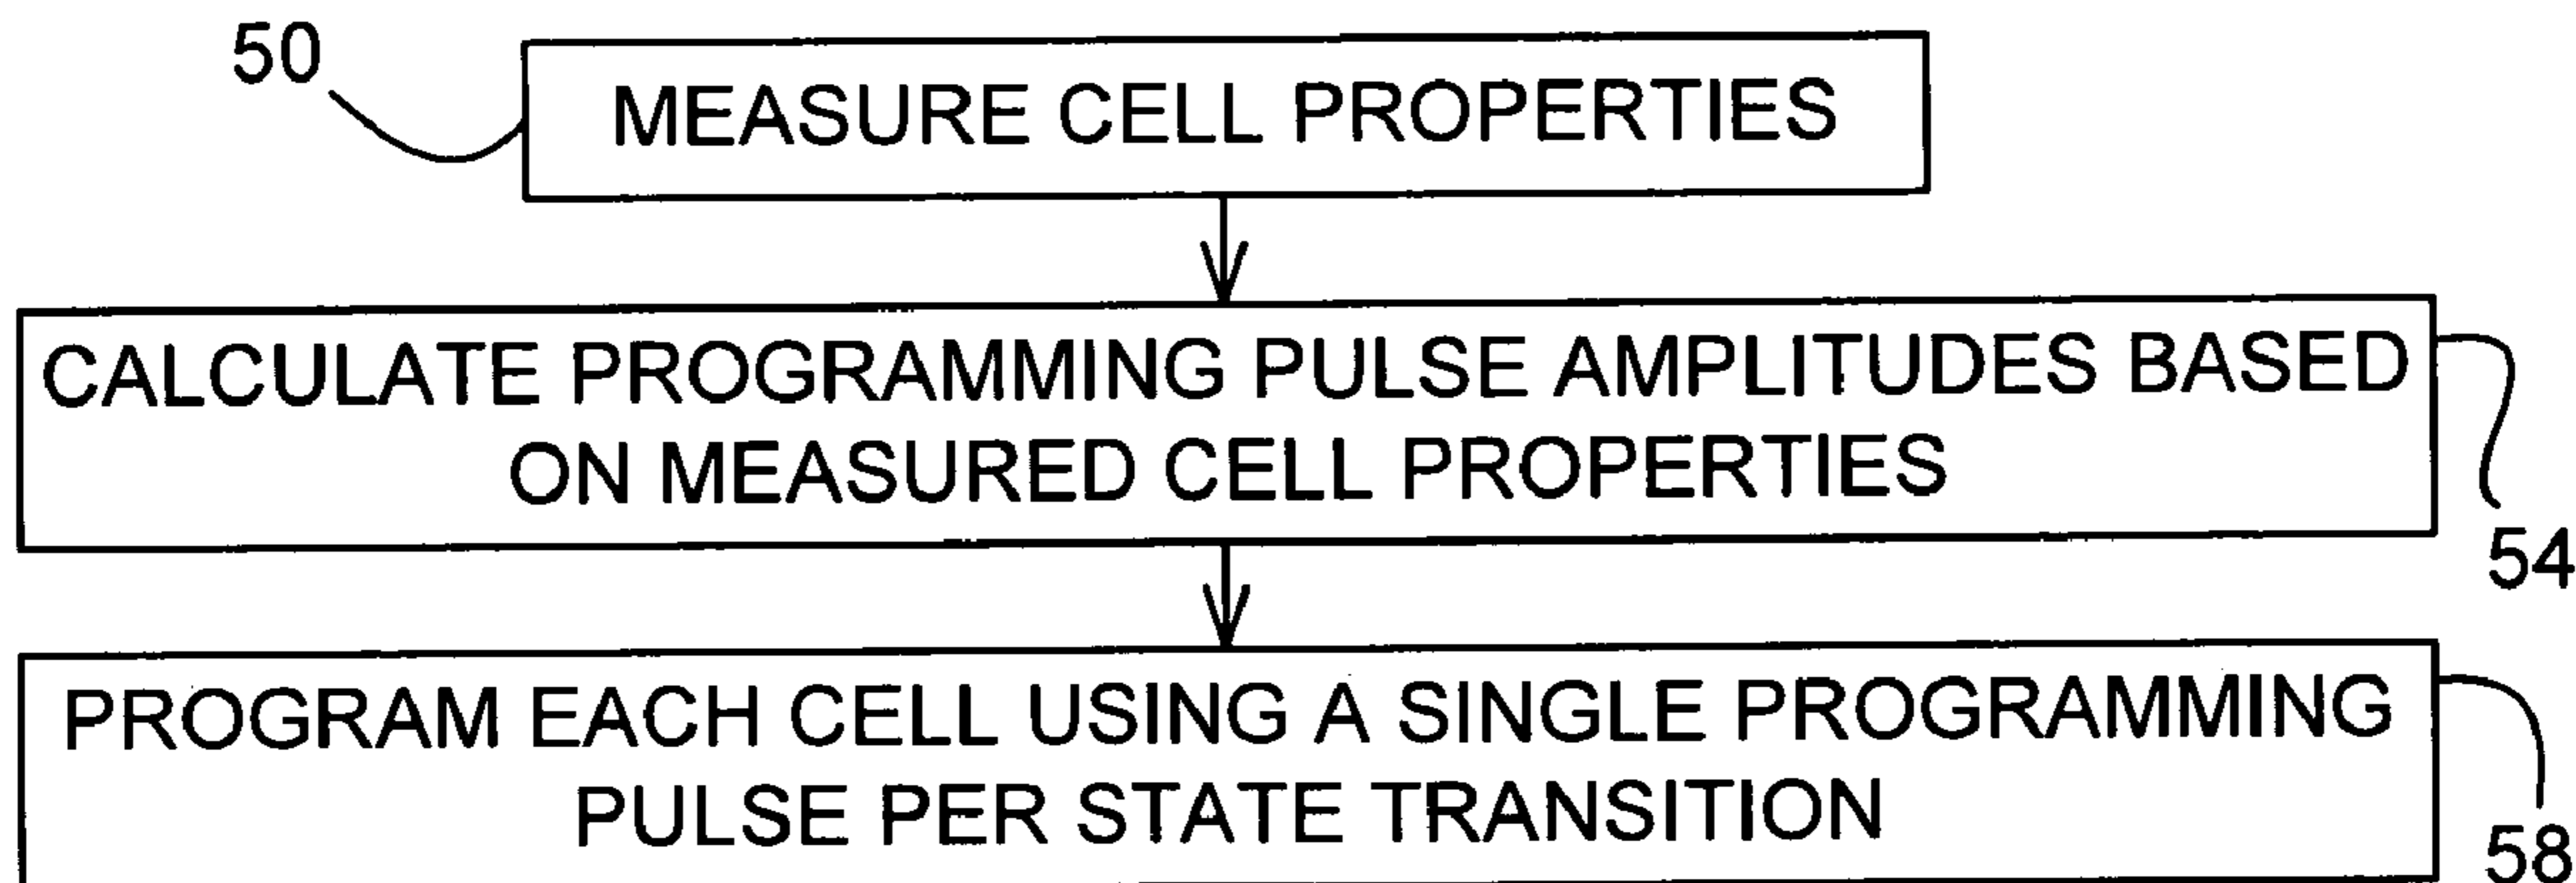 50
MEASURE CELL PROPERTIES
CALCULATE PROGRAMMING PULSE AMPLITUDES BASED
ON MEASURED CELL PROPERTIES
54
PROGRAM EACH CELL USING A SINGLE PROGRAMMING
PULSE PER STATE TRANSITION
58